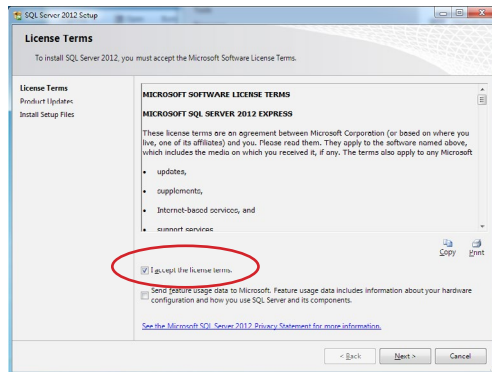 SQL Server 2012 Setup
License Terms
To install SQL Server 2012, you must accept the Microsoft Software License Terms.
License Terms
Product Updates
Install Setup Files
MICROSOFT SOFTWARE LICENSE TERMS
MICROSOFT SQL SERVER 2012 EXPRESS
These license terms are an agreement between Microsoft Corporation (or based on where you
live, one of its affiliates) and you. Please read them. They apply to the software named above,
which includes the media on which you received it, if any. The terms also apply to any Microsoft
• updates,
• supplements,
• Internet-based services, and
• support services
Copy Print
I accept the license terms.
Send feature usage data to Microsoft. Feature usage data includes information about your hardware
configuration and how you use SQL Server and its components.
See the Microsoft SQL Server 2012 Privacy Statement for more information.
< Back Next > Cancel